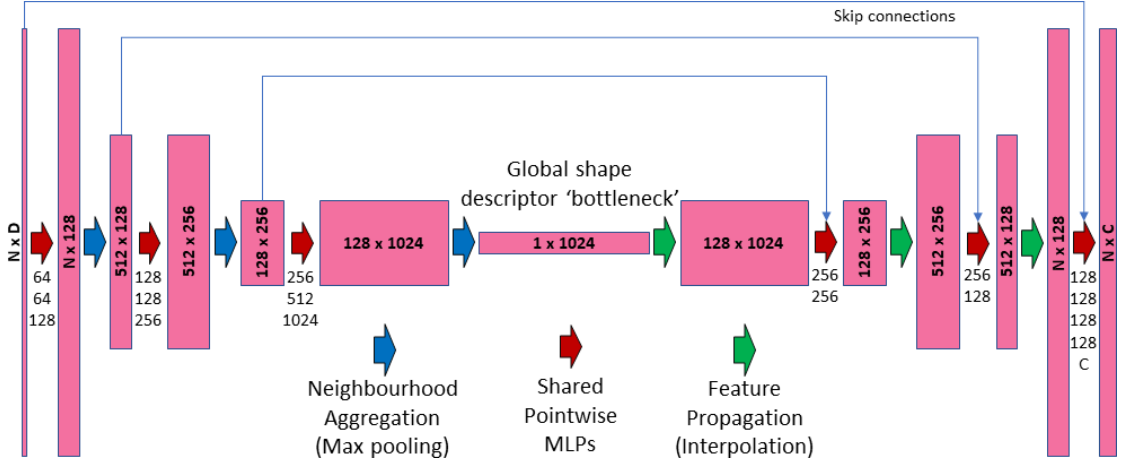 Skip connections
Global shape
descriptor ‘bottleneck’
N x D
N x 128
512 x 128
512 x 256
128 x 256
128 x 1024
1 x 1024
128 x 1024
128 x 256
512 x 256
512 x 128
N x 128
N x C
64
64
128
128
128
256
256
512
1024
256
256
256
128
128
128
128
128
C
Neighbourhood
Aggregation
(Max pooling)
Shared
Pointwise
MLPs
Feature
Propagation
(Interpolation)